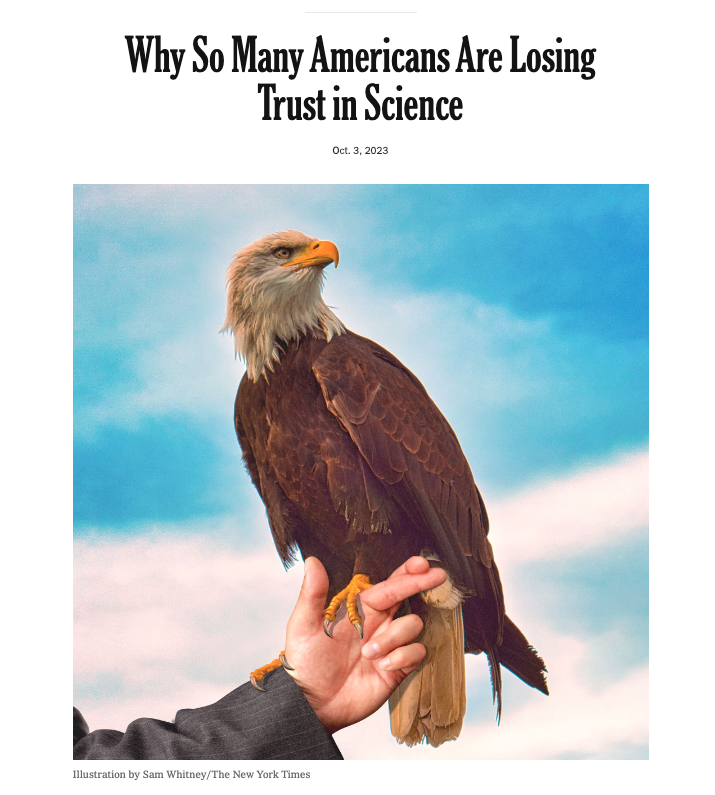 Why So Many Americans Are Losing
Trust in Science
Oct. 3, 2023
Illustration by Sam Whitney/The New York Times